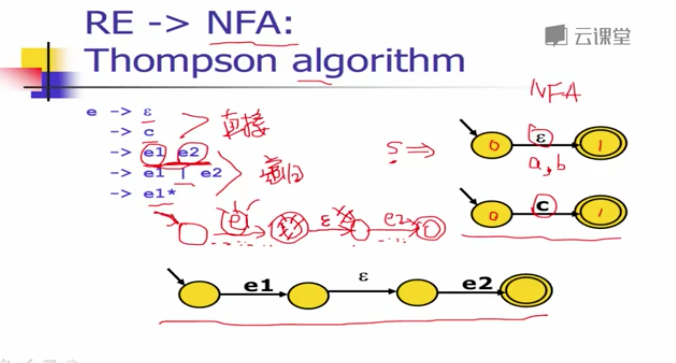 RE -> NFA:
Thompson algorithm
云课堂
NFA
e -> ε
-> c
-> e1 e2
-> e1 | e2
-> e1*
直接
递归
S ⇒
0 ε 1
a, b
0 c 1
e ε e2
e1 ε e2